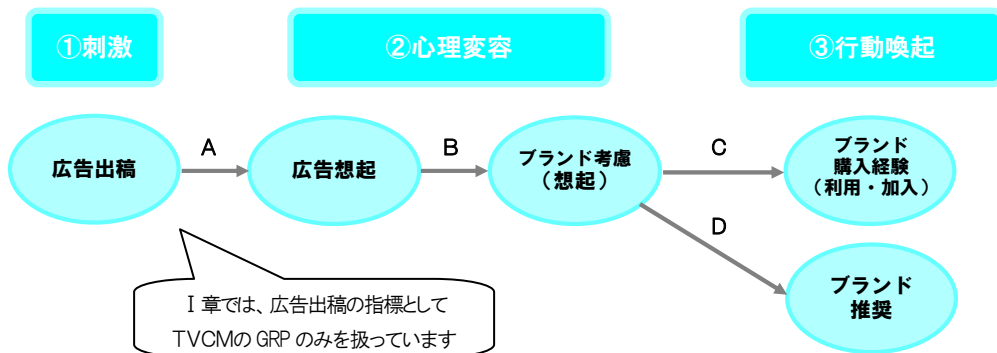 ①刺激
②心理変容
③行動喚起
広告出稿
A
広告想起
B
ブランド考慮
（想起）
C
ブランド
購入経験
（利用・加入）
D
ブランド
推奨
Ⅰ章では、広告出稿の指標として
TVCMの GRP のみを扱っています